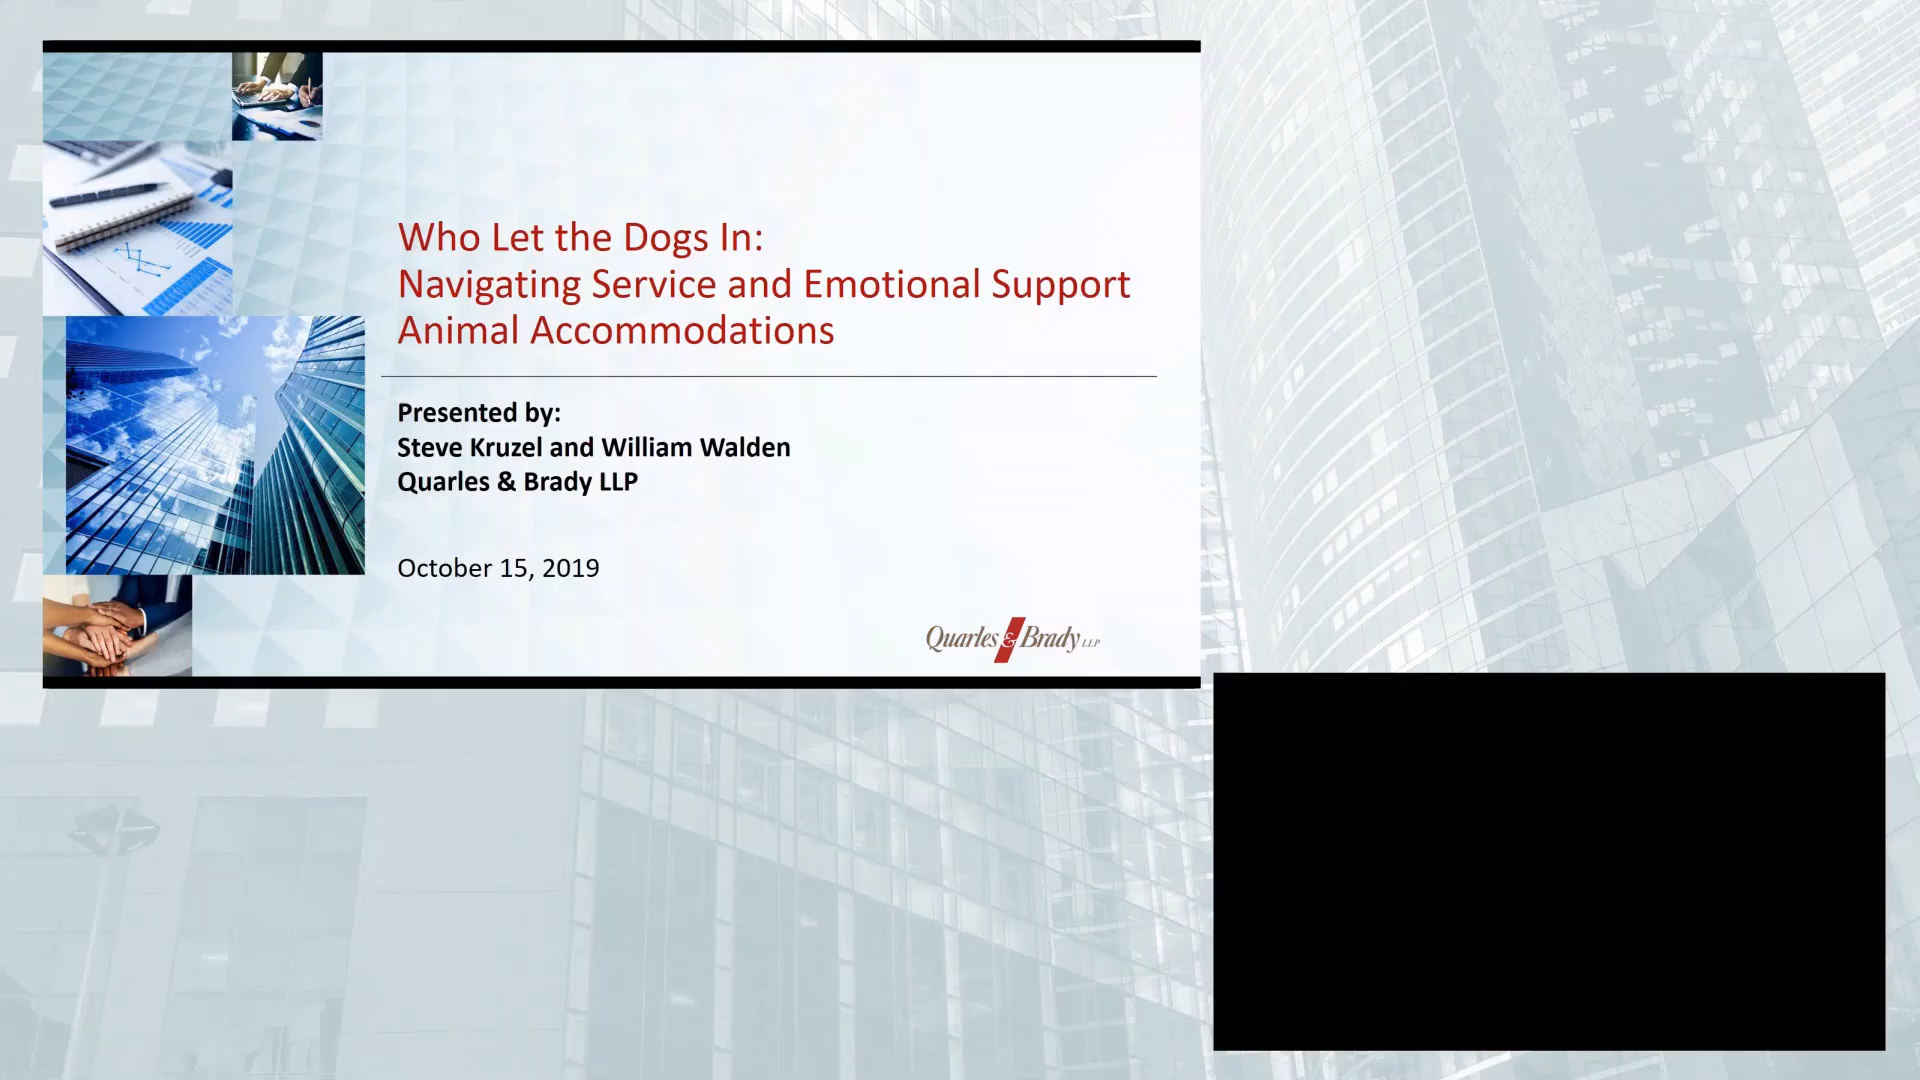 Who Let the Dogs In:
Navigating Service and Emotional Support
Animal Accommodations
Presented by:
Steve Kruzel and William Walden
Quarles & Brady LLP
October 15, 2019
Quarles & Brady LLP